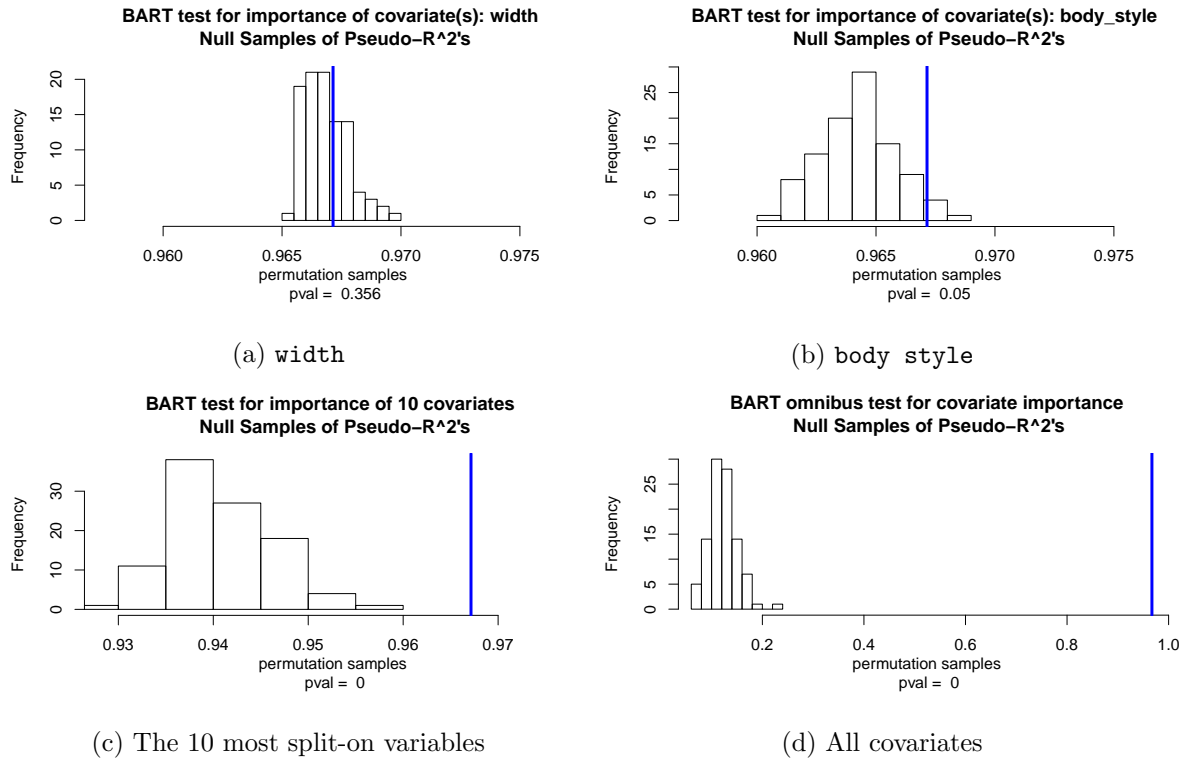 BART test for importance of covariate(s): width
Null Samples of Pseudo−R^2's
Frequency
0 5 10 15 20
0.960 0.965 0.970 0.975
permutation samples
pval = 0.356
(a) width
BART test for importance of covariate(s): body_style
Null Samples of Pseudo−R^2's
Frequency
0 5 15 25
0.960 0.965 0.970 0.975
permutation samples
pval = 0.05
(b) body style
BART test for importance of 10 covariates
Null Samples of Pseudo−R^2's
Frequency
0 10 20 30
0.93 0.94 0.95 0.96 0.97
permutation samples
pval = 0
(c) The 10 most split-on variables
BART omnibus test for covariate importance
Null Samples of Pseudo−R^2's
Frequency
0 5 15 25
0.2 0.4 0.6 0.8 1.0
permutation samples
pval = 0
(d) All covariates